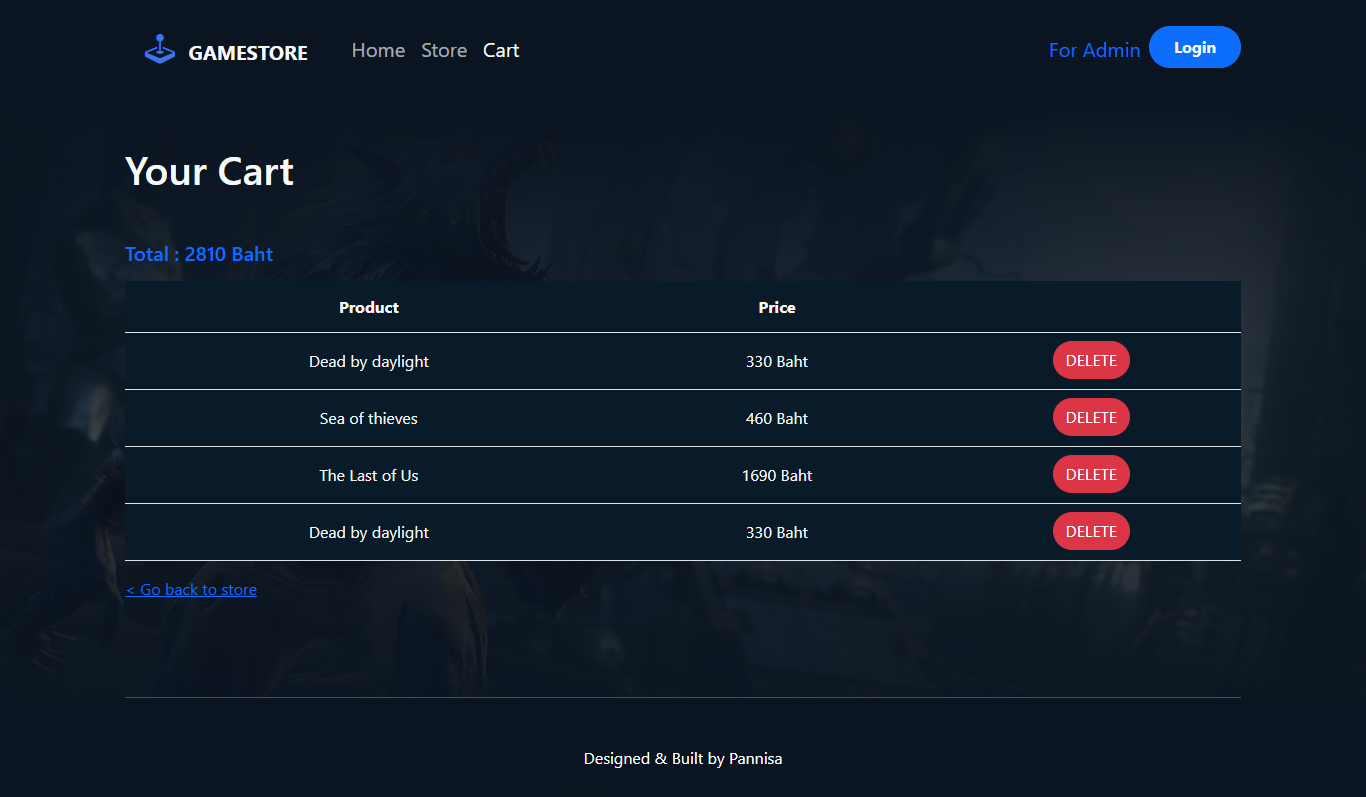 GAMESTORE Home Store Cart For Admin Login
Your Cart
Total : 2810 Baht
Product Price
Dead by daylight 330 Baht DELETE
Sea of thieves 460 Baht DELETE
The Last of Us 1690 Baht DELETE
Dead by daylight 330 Baht DELETE
< Go back to store
Designed & Built by Pannisa